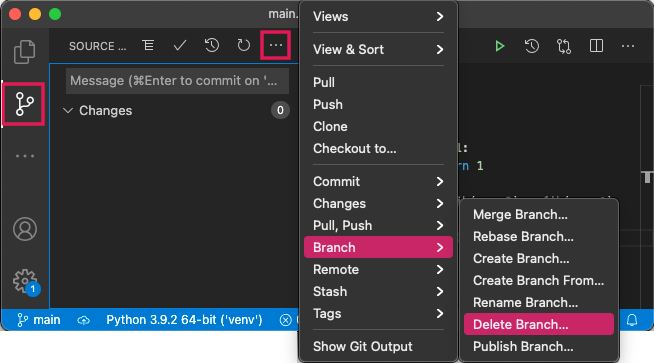 main.
SOURCE ...
Message (⌘Enter to commit on '...
Changes
0
Views
View & Sort
Pull
Push
Clone
Checkout to...
Commit
Changes
Pull, Push
Branch
Remote
Stash
Tags
Show Git Output
1:
rn 1
Merge Branch...
Rebase Branch...
Create Branch...
Create Branch From...
Rename Branch...
Delete Branch...
Publish Branch...
1
main
Python 3.9.2 64-bit ('venv')